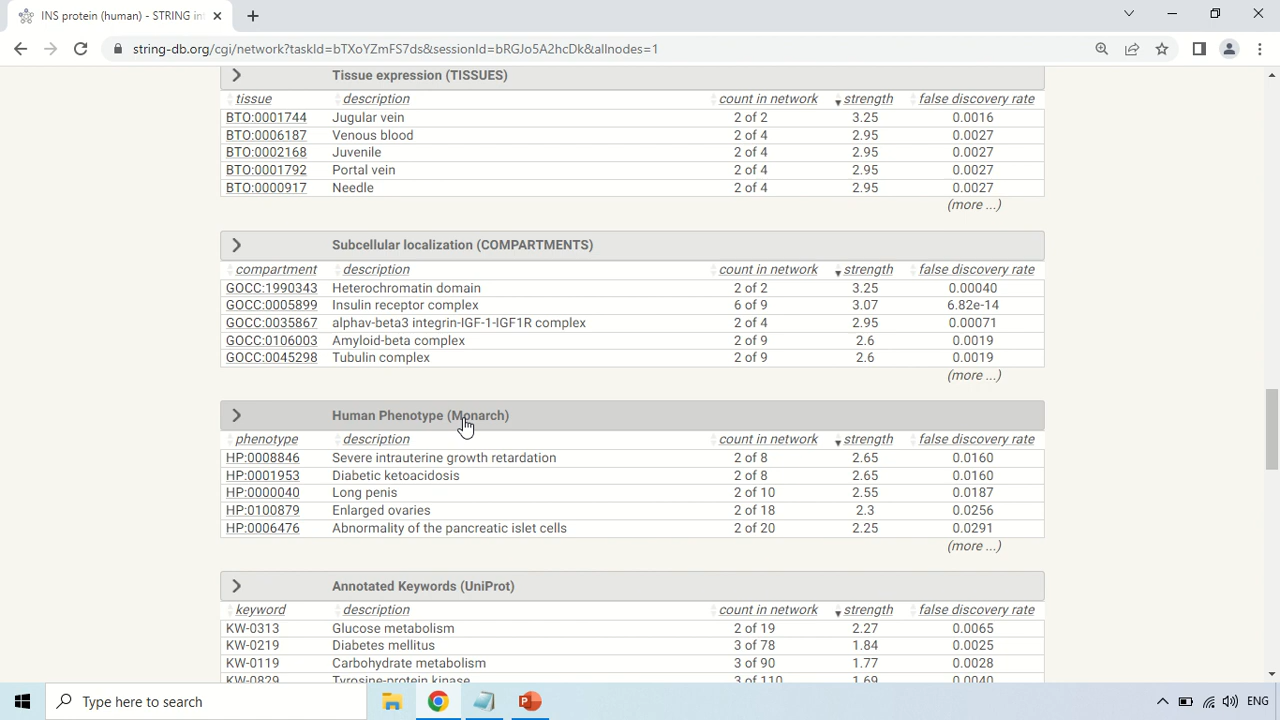 INS protein (human) - STRING in
string-db.org/cgi/network?taskId=bTXoYZmFS7ds&sessionId=bRGJo5A2hcDk&allnodes=1
Tissue expression (TISSUES)
tissue description count in network strength false discovery rate
BTO:0001744 Jugular vein 2 of 2 3.25 0.0016
BTO:0006187 Venous blood 2 of 4 2.95 0.0027
BTO:0002168 Juvenile 2 of 4 2.95 0.0027
BTO:0001792 Portal vein 2 of 4 2.95 0.0027
BTO:0000917 Needle 2 of 4 2.95 0.0027
(more ...)
Subcellular localization (COMPARTMENTS)
compartment description count in network strength false discovery rate
GOCC:1990343 Heterochromatin domain 2 of 2 3.25 0.00040
GOCC:0005899 Insulin receptor complex 6 of 9 3.07 6.82e-14
GOCC:0035867 alphav-beta3 integrin-IGF-1-IGF1R complex 2 of 4 2.95 0.00071
GOCC:0106003 Amyloid-beta complex 2 of 9 2.6 0.0019
GOCC:0045298 Tubulin complex 2 of 9 2.6 0.0019
(more ...)
Human Phenotype (Monarch)
phenotype description count in network strength false discovery rate
HP:0008846 Severe intrauterine growth retardation 2 of 8 2.65 0.0160
HP:0001953 Diabetic ketoacidosis 2 of 8 2.65 0.0160
HP:0000040 Long penis 2 of 10 2.55 0.0187
HP:0100879 Enlarged ovaries 2 of 18 2.3 0.0256
HP:0006476 Abnormality of the pancreatic islet cells 2 of 20 2.25 0.0291
(more ...)
Annotated Keywords (UniProt)
keyword description count in network strength false discovery rate
KW-0313 Glucose metabolism 2 of 19 2.27 0.0065
KW-0219 Diabetes mellitus 3 of 78 1.84 0.0025
KW-0119 Carbohydrate metabolism 3 of 90 1.77 0.0028
KW-0829 Tyrosine-protein kinase 3 of 110 1.69 0.0040
Type here to search
ENG